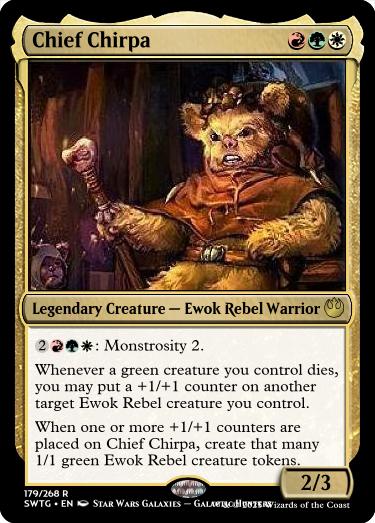 Chief Chirpa
Legendary Creature — Ewok Rebel Warrior
2: Monstrosity 2.
Whenever a green creature you control dies,
you may put a +1/+1 counter on another
target Ewok Rebel creature you control.
When one or more +1/+1 counters are
placed on Chief Chirpa, create that many
1/1 green Ewok Rebel creature tokens.
2/3
179/268 R
SWTG • EN Star Wars Galaxies — Galactic Hunters
Wizards of the Coast